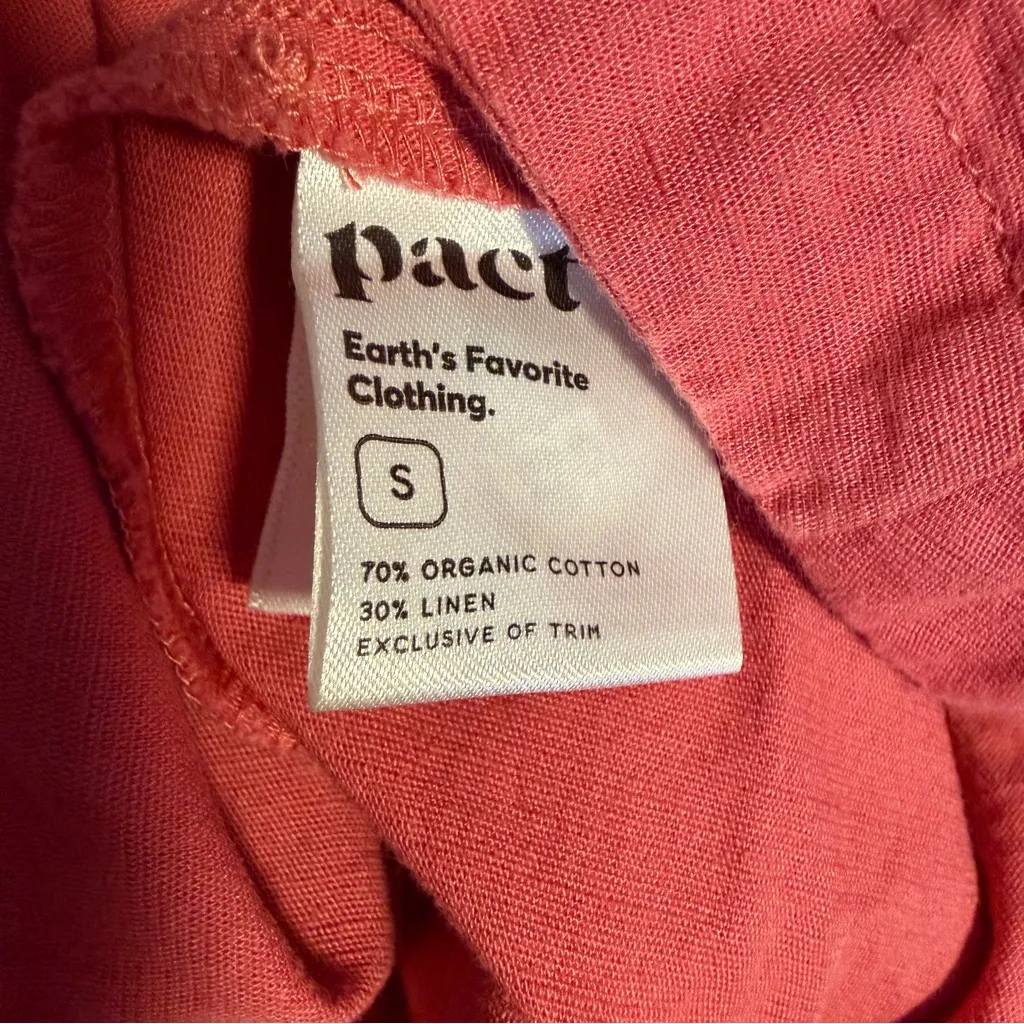 pact
Earth's Favorite
Clothing.
S
70% ORGANIC COTTON
30% LINEN
EXCLUSIVE OF TRIM